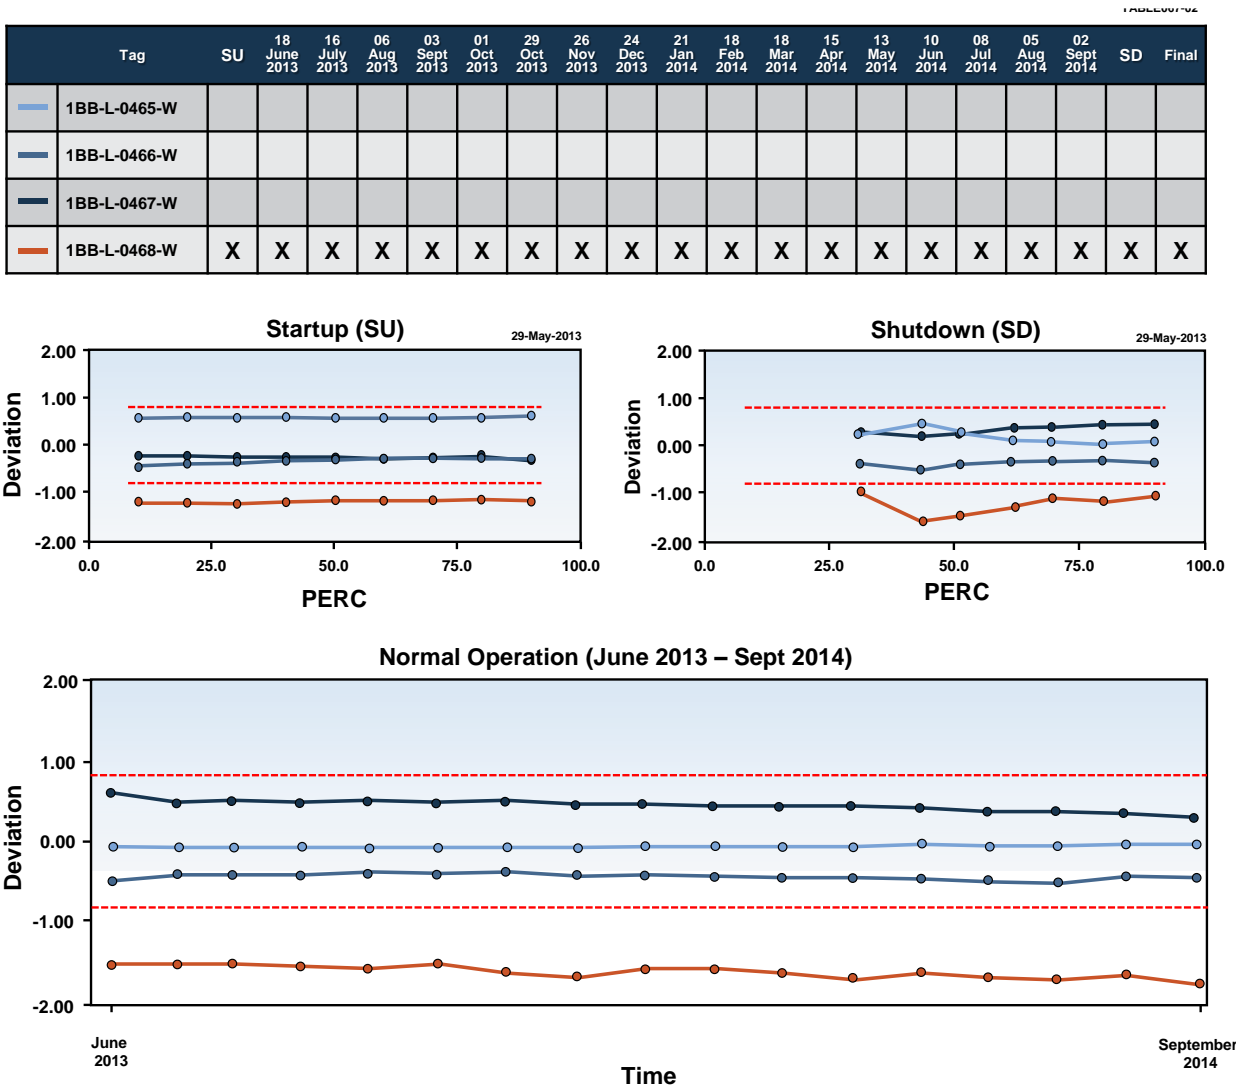 Tag SU 18 June 2013 16 July 2013 06 Aug 2013 03 Sept 2013 01 Oct 2013 29 Oct 2013 26 Nov 2013 24 Dec 2013 21 Jan 2014 18 Feb 2014 18 Mar 2014 15 Apr 2014 13 May 2014 10 Jun 2014 08 Jul 2014 05 Aug 2014 02 Sept 2014 SD Final
1BB-L-0465-W
1BB-L-0466-W
1BB-L-0467-W
1BB-L-0468-W X X X X X X X X X X X X X X X X X X X X
Startup (SU)
29-May-2013
Deviation
2.00
1.00
0.00
-1.00
-2.00
0.0 25.0 50.0 75.0 100.0
PERC
Shutdown (SD)
29-May-2013
Deviation
2.00
1.00
0.00
-1.00
-2.00
0.0 25.0 50.0 75.0 100.0
PERC
Normal Operation (June 2013 – Sept 2014)
Deviation
2.00
1.00
0.00
-1.00
-2.00
June
2013
September
2014
Time